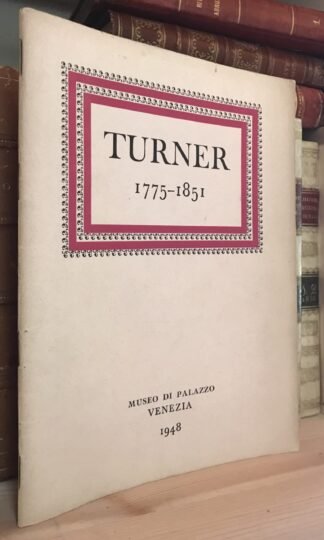 TURNER
1775–1851
MUSEO DI PALAZZO
VENEZIA
1948